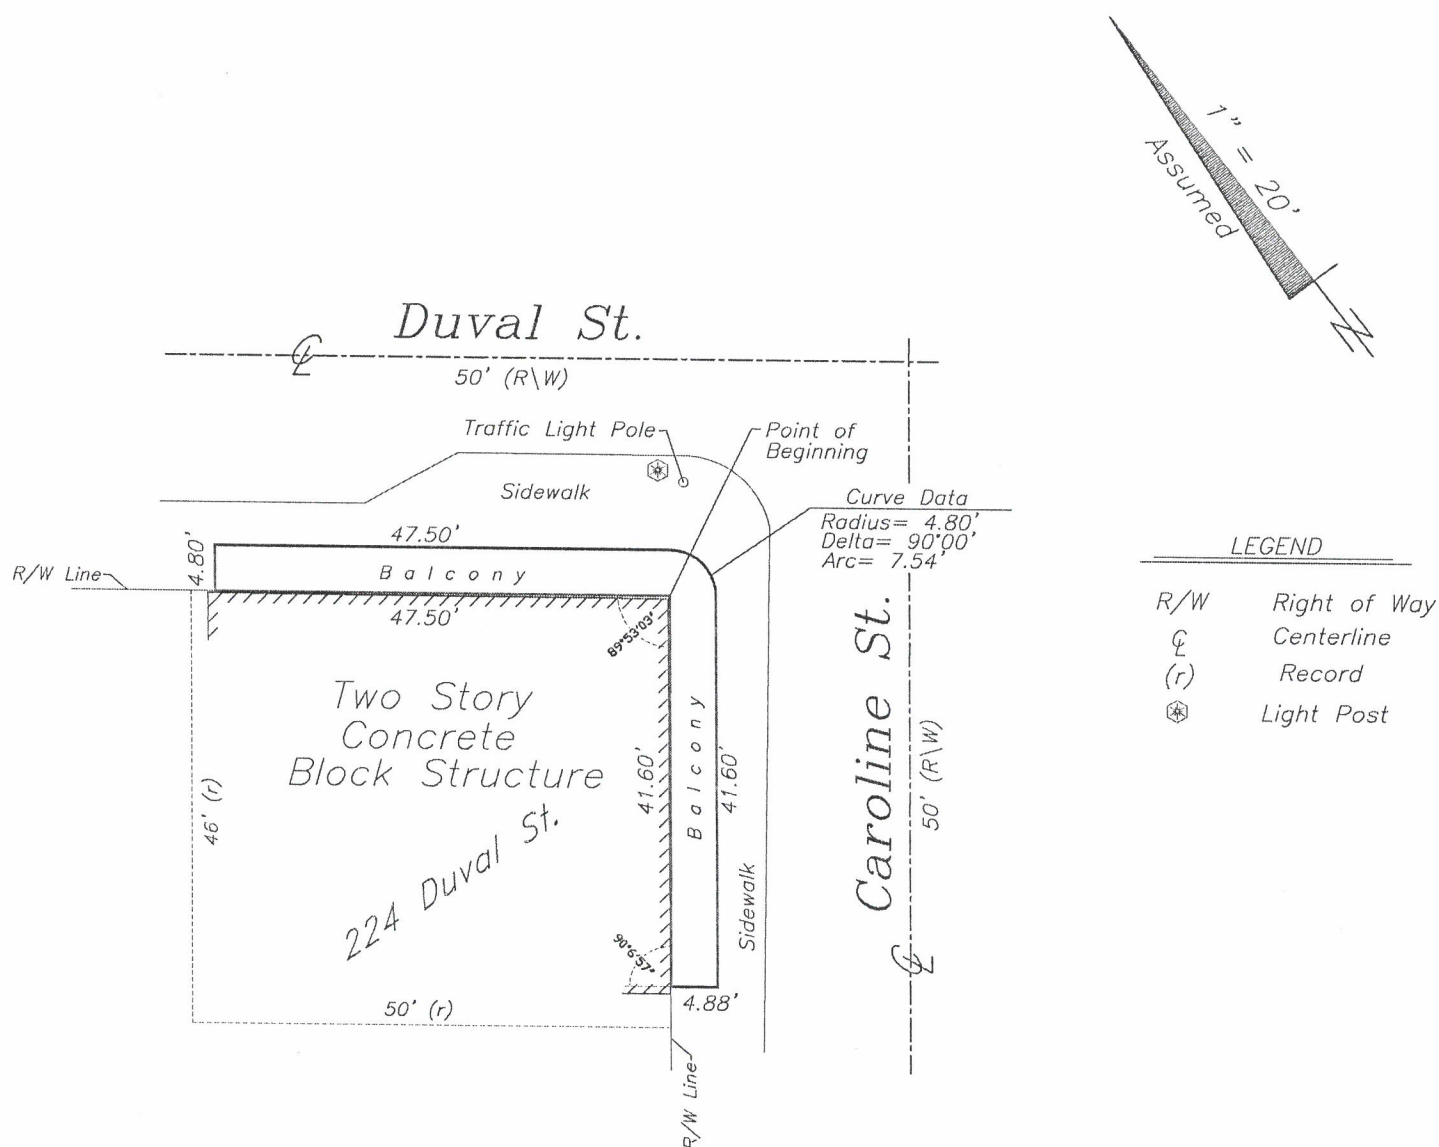 1" = 20'
Assumed
N
Duval St.
℄
50' (R\W)
Traffic Light Pole
Point of
Beginning
Sidewalk
Curve Data
Radius= 4.80'
Delta= 90°00'
Arc= 7.54'
47.50'
4.80'
Balcony
R/W Line
47.50'
89°53'03"
LEGEND
R/W Right of Way
℄ Centerline
(r) Record
Light Post
Two Story
Concrete
Block Structure
224 Duval St.
46' (r)
41.60'
Balcony
41.60'
Caroline St.
50' (R\W)
℄
Sidewalk
90°6'57"
4.88'
50' (r)
R/W Line